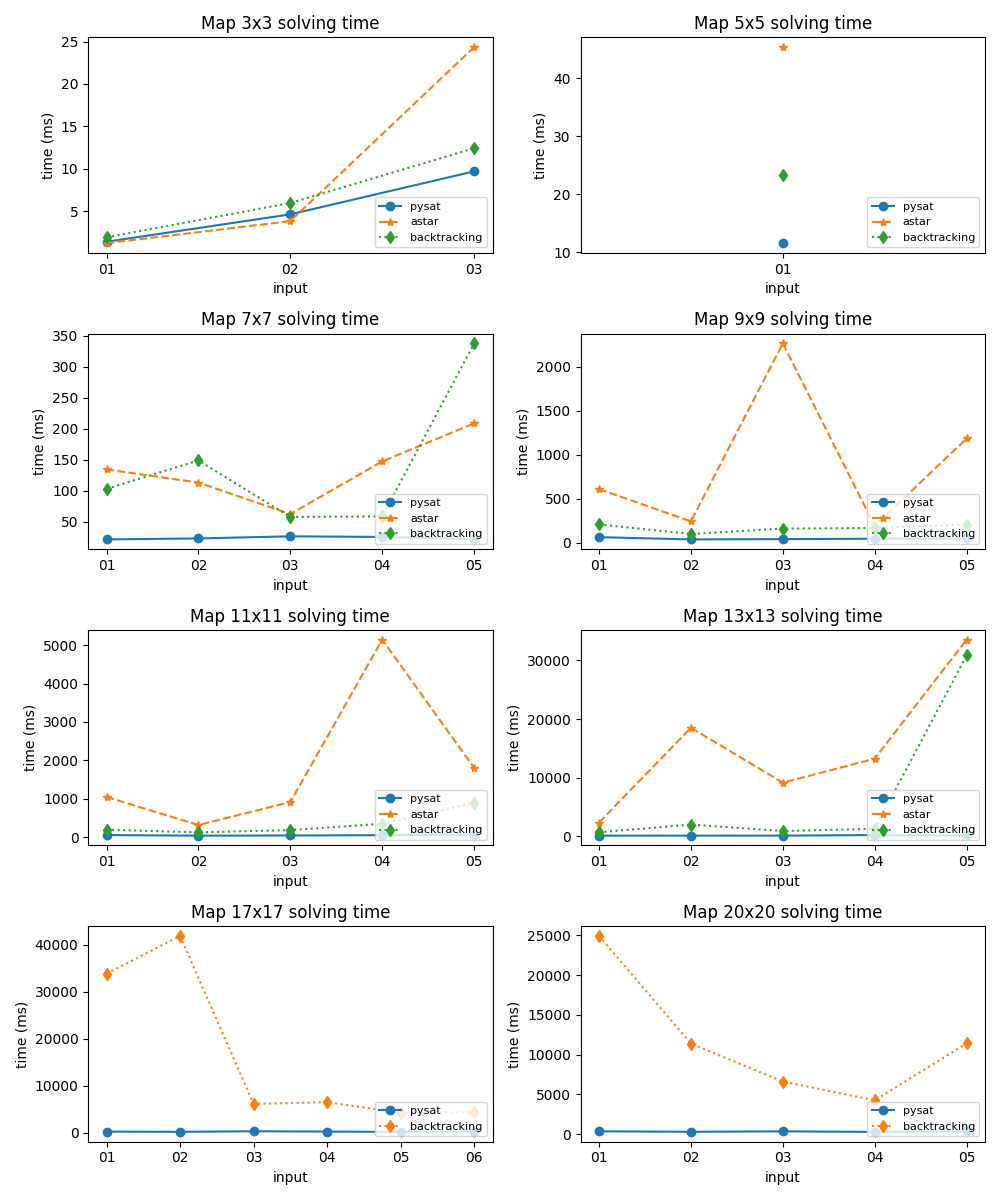 Map 3x3 solving time
25
20
15
10
5
time (ms)
pysat
astar
backtracking
01 02 03
input
Map 5x5 solving time
40
30
20
10
time (ms)
pysat
astar
backtracking
01
input
Map 7x7 solving time
350
300
250
200
150
100
50
time (ms)
pysat
astar
backtracking
01 02 03 04 05
input
Map 9x9 solving time
2000
1500
1000
500
0
time (ms)
pysat
astar
backtracking
01 02 03 04 05
input
Map 11x11 solving time
5000
4000
3000
2000
1000
0
time (ms)
pysat
astar
backtracking
01 02 03 04 05
input
Map 13x13 solving time
30000
20000
10000
0
time (ms)
pysat
astar
backtracking
01 02 03 04 05
input
Map 17x17 solving time
40000
30000
20000
10000
0
time (ms)
pysat
backtracking
01 02 03 04 05 06
input
Map 20x20 solving time
25000
20000
15000
10000
5000
0
time (ms)
pysat
backtracking
01 02 03 04 05
input